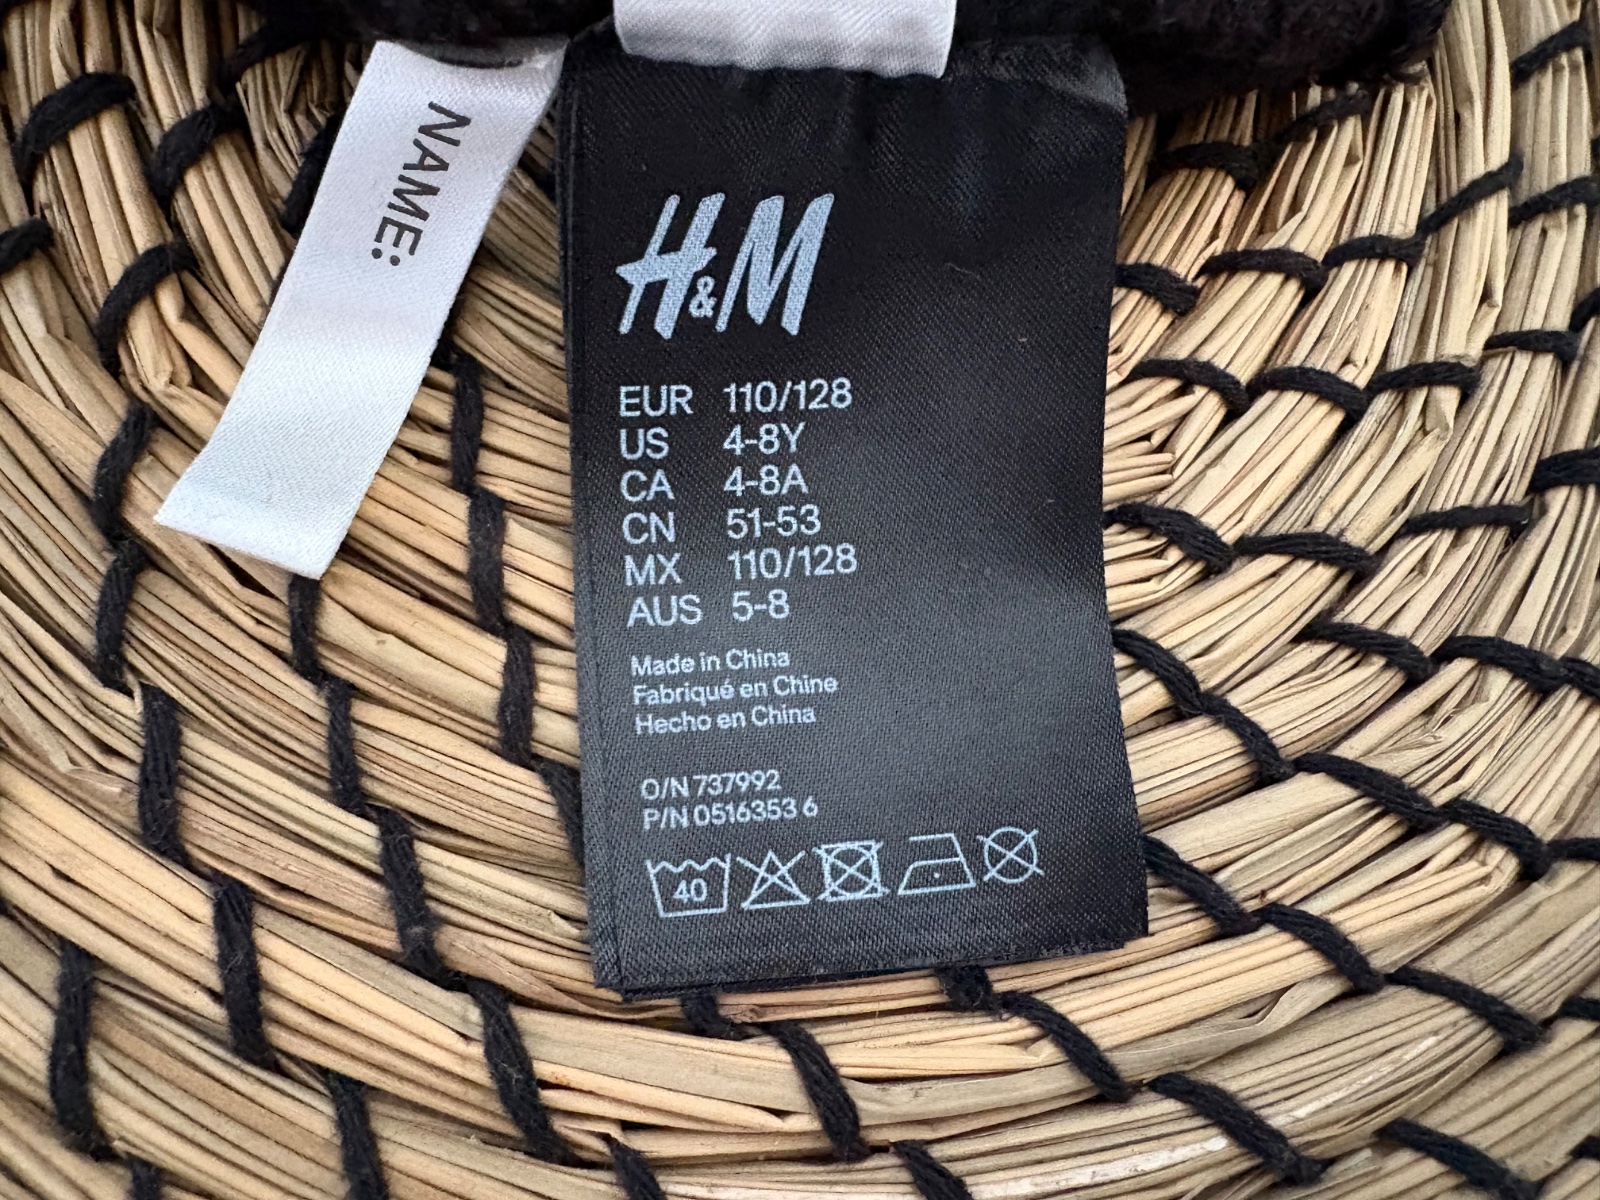 NAME:
H&M
EUR 110/128
US 4-8Y
CA 4-8A
CN 51-53
MX 110/128
AUS 5-8
Made in China
Fabriqué en Chine
Hecho en China
O/N 737992
P/N 0516353 6
40